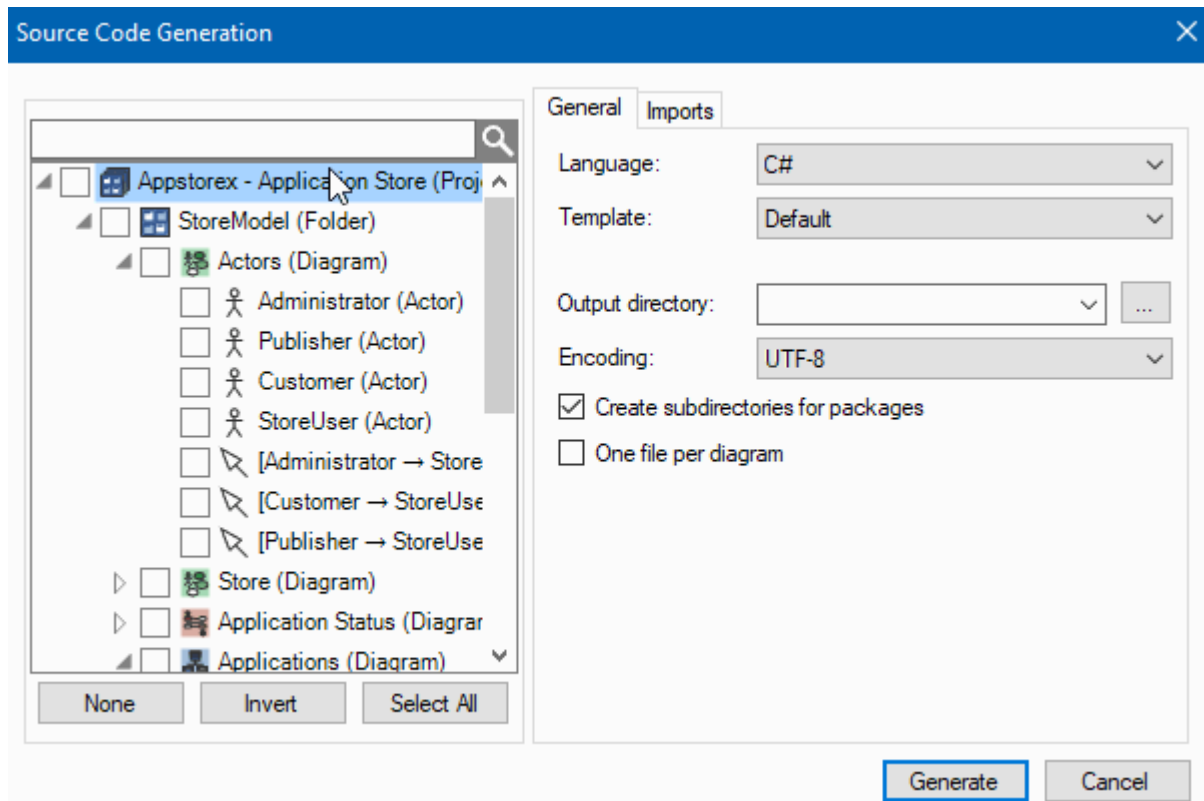 Source Code Generation
Appstorex - Application Store (Proj
StoreModel (Folder)
Actors (Diagram)
Administrator (Actor)
Publisher (Actor)
Customer (Actor)
StoreUser (Actor)
[Administrator → Store
[Customer → StoreUse
[Publisher → StoreUse
Store (Diagram)
Application Status (Diagrar
Applications (Diagram)
None
Invert
Select All
General
Imports
Language:
C#
Template:
Default
Output directory:
...
Encoding:
UTF-8
Create subdirectories for packages
One file per diagram
Generate
Cancel